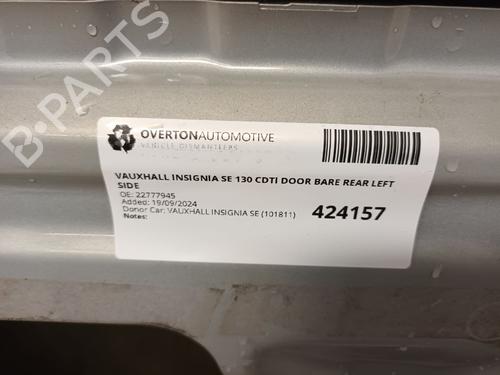 B-PARTS
OVERTONAUTOMOTIVE
VEHICLE DISMANTLERS
VAUXHALL INSIGNIA SE 130 CDTI DOOR BARE REAR LEFT
SIDE
OE: 22777945
Added: 19/09/2024
Donor Car: VAUXHALL INSIGNIA SE (101811)
424157
Notes: